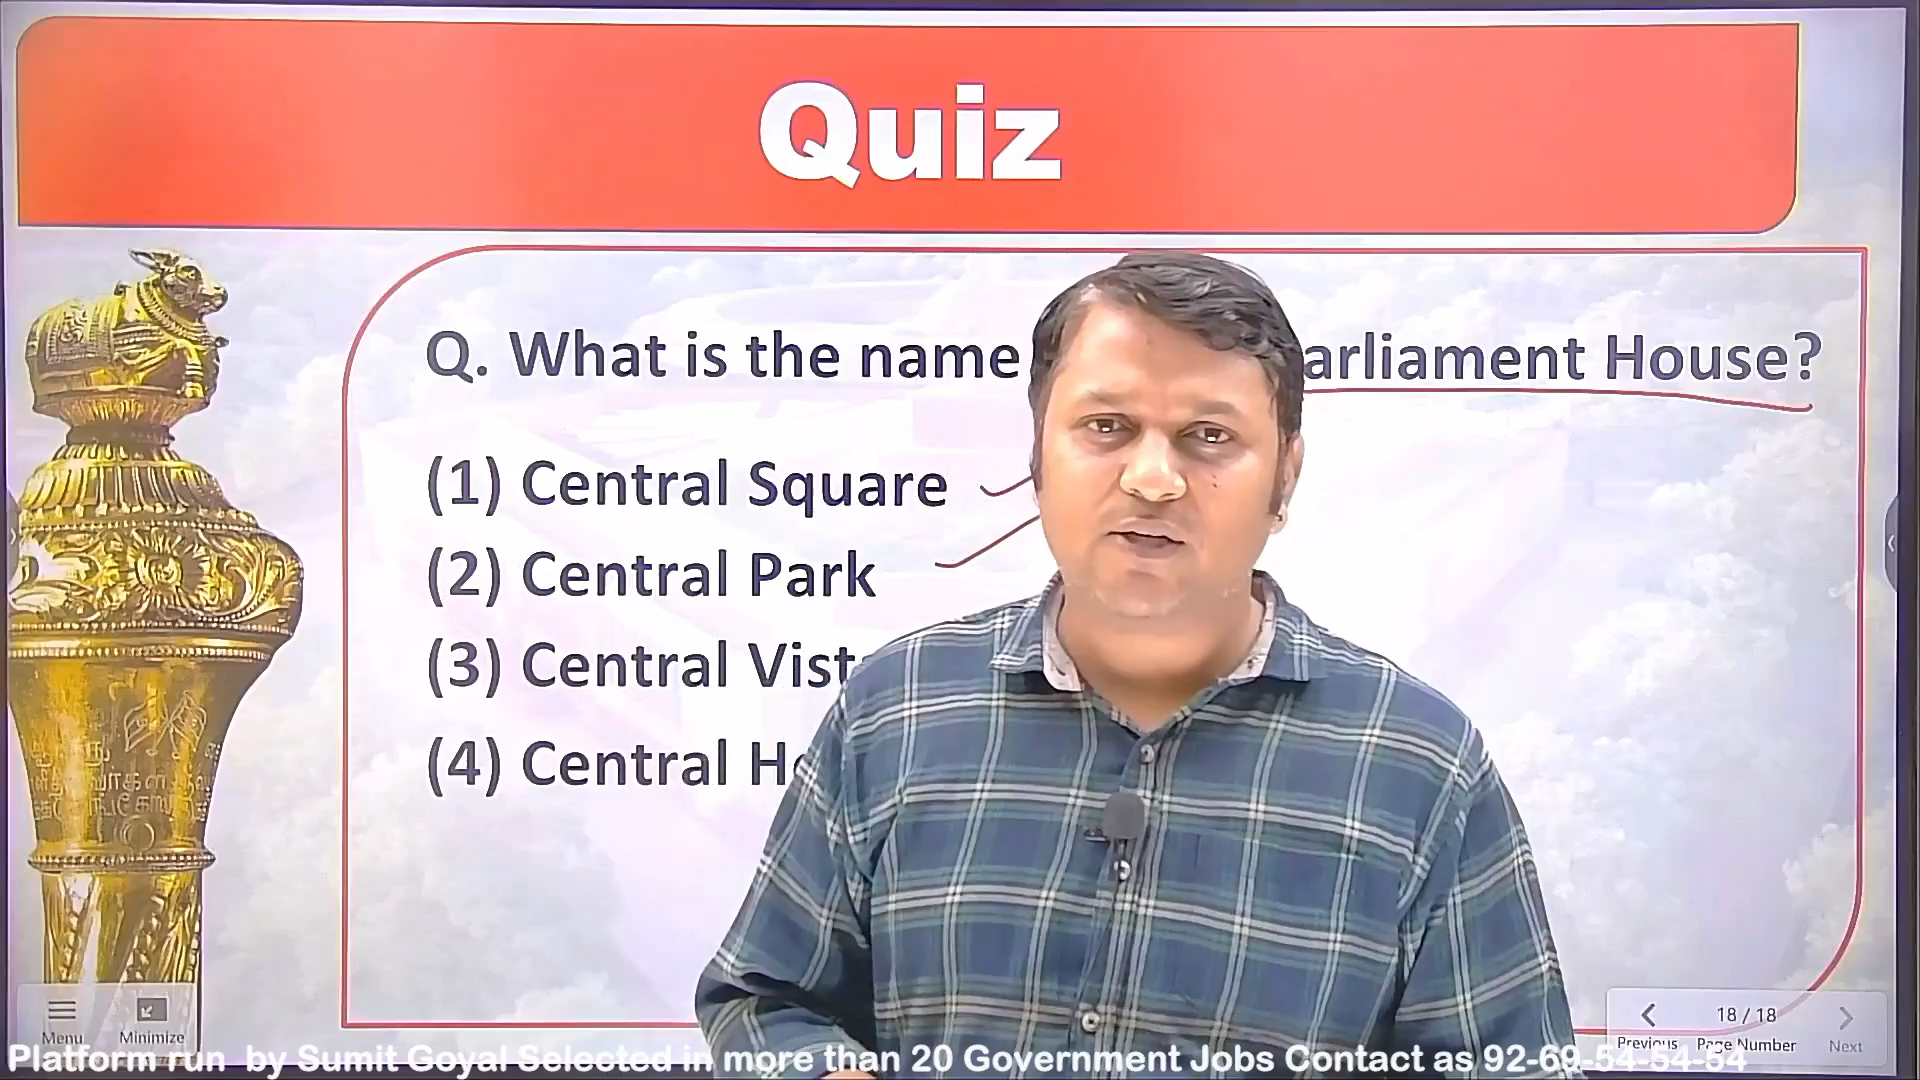 Quiz
Q. What is the name arliament House?
(1) Central Square
(2) Central Park
(3) Central Vist
(4) Central H
Menu
Minimize
18 / 18
Previous Page Number Next
Platform run by Sumit Goyal Selected in more than 20 Government Jobs Contact as 92-69-54-54-54